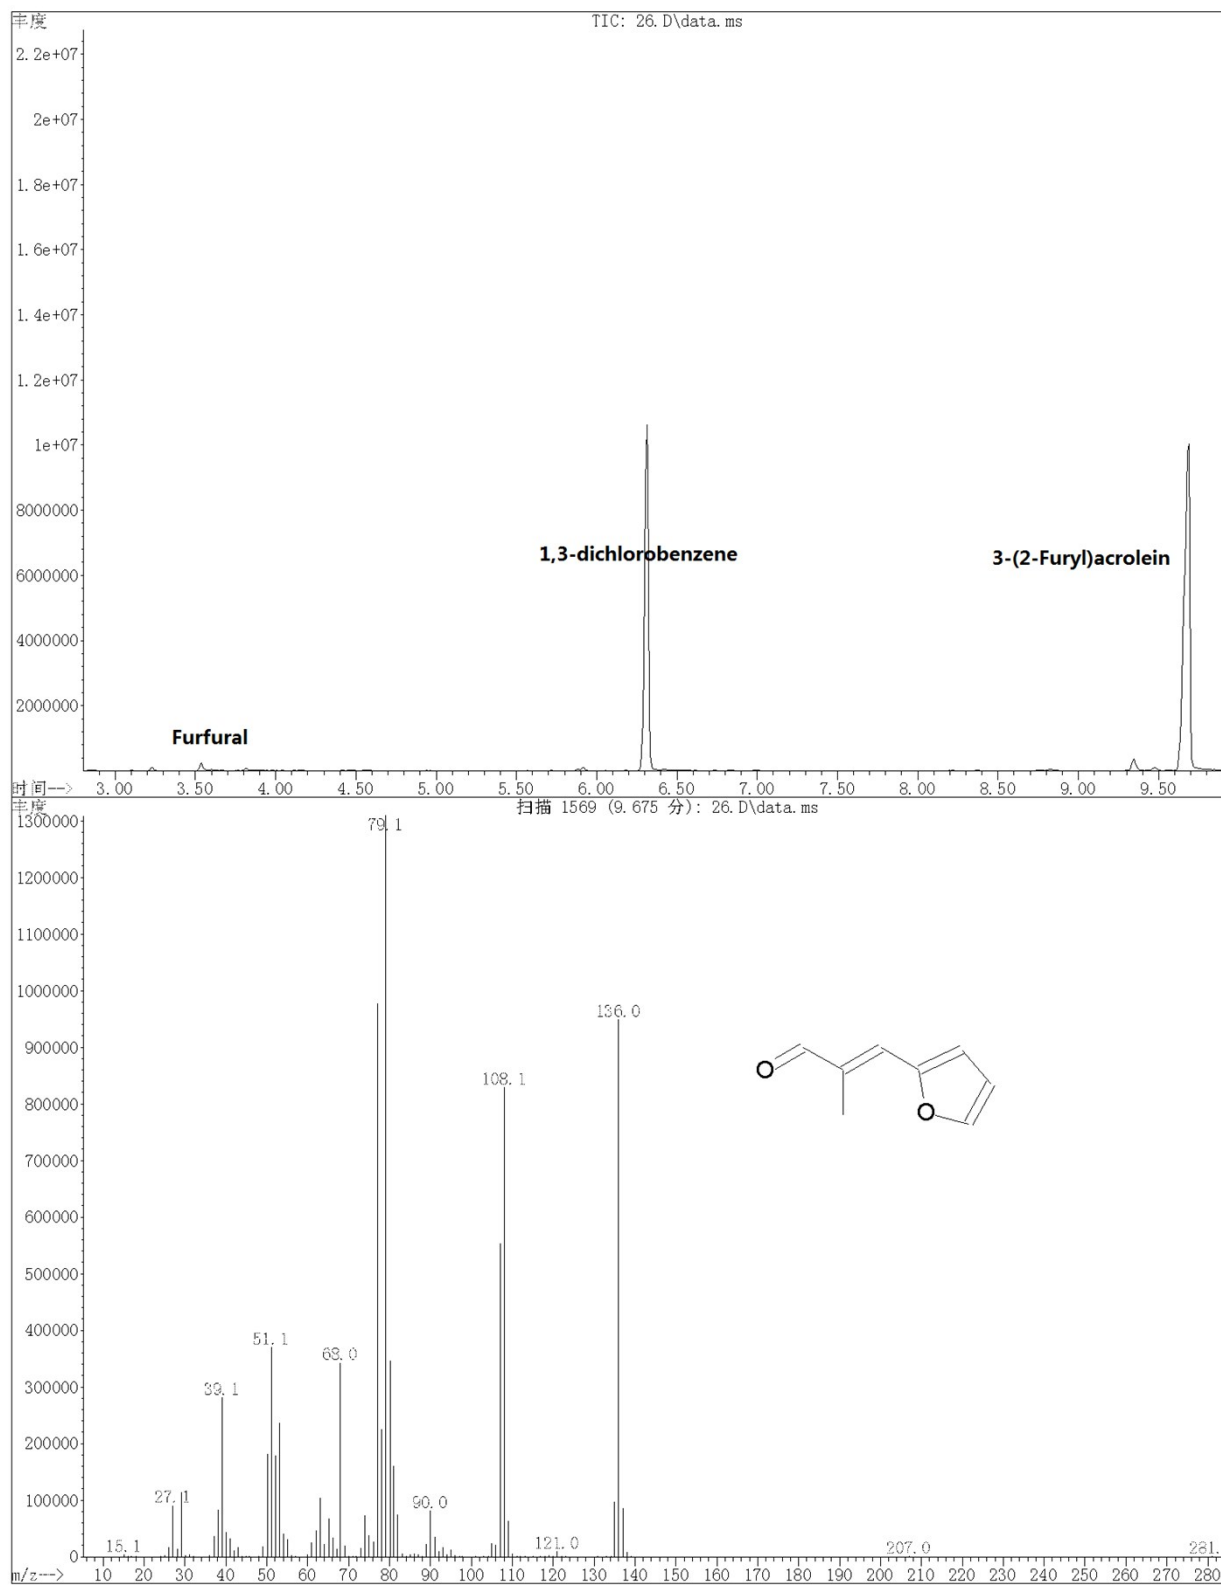 丰度
TIC: 26.D\data.ms
2.2e+07
2e+07
1.8e+07
1.6e+07
1.4e+07
1.2e+07
1e+07
8000000
6000000
4000000
2000000
1,3-dichlorobenzene
3-(2-Furyl)acrolein
Furfural
时间-->
3.00 3.50 4.00 4.50 5.00 5.50 6.00 6.50 7.00 7.50 8.00 8.50 9.00 9.50
丰度
扫描 1569 (9.675 分): 26.D\data.ms
1300000
1200000
1100000
1000000
900000
800000
700000
600000
500000
400000
300000
200000
100000
0
79.1
136.0
108.1
O
O
51.1
68.0
39.1
27.1
90.0
15.1
121.0
207.0
281.
m/z-->
10 20 30 40 50 60 70 80 90 100 110 120 130 140 150 160 170 180 190 200 210 220 230 240 250 260 270 280